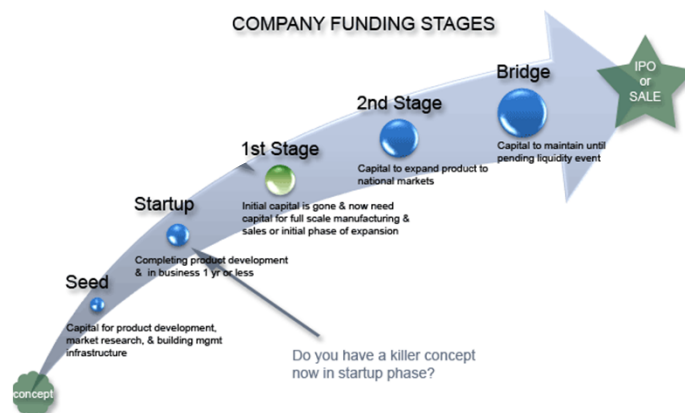 COMPANY FUNDING STAGES
IPO
or
SALE
Bridge
Capital to maintain until
pending liquidity event
2nd Stage
Capital to expand product to
national markets
1st Stage
Initial capital is gone & now need
capital for full scale manufacturing &
sales or initial phase of expansion
Startup
Completing product development
& in business 1 yr or less
Seed
Capital for product development,
market research, & building mgmt
infrastructure
Do you have a killer concept
now in startup phase?
concept